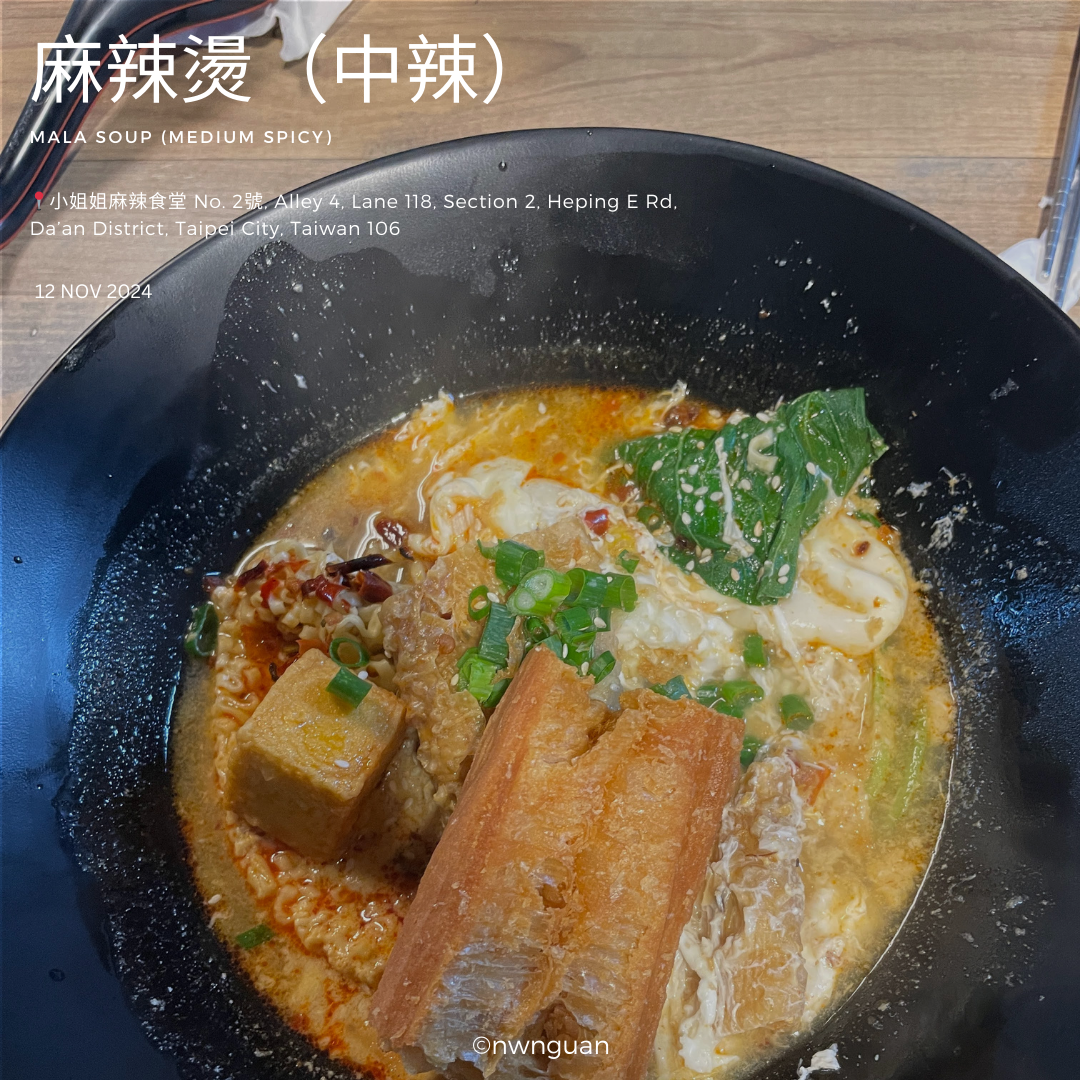 麻辣燙（中辣）
MALA SOUP (MEDIUM SPICY)
📍小姐姐麻辣食堂 No. 2號, Alley 4, Lane 118, Section 2, Heping E Rd,
Da’an District, Taipei City, Taiwan 106
12 NOV 2024
©nwnguan